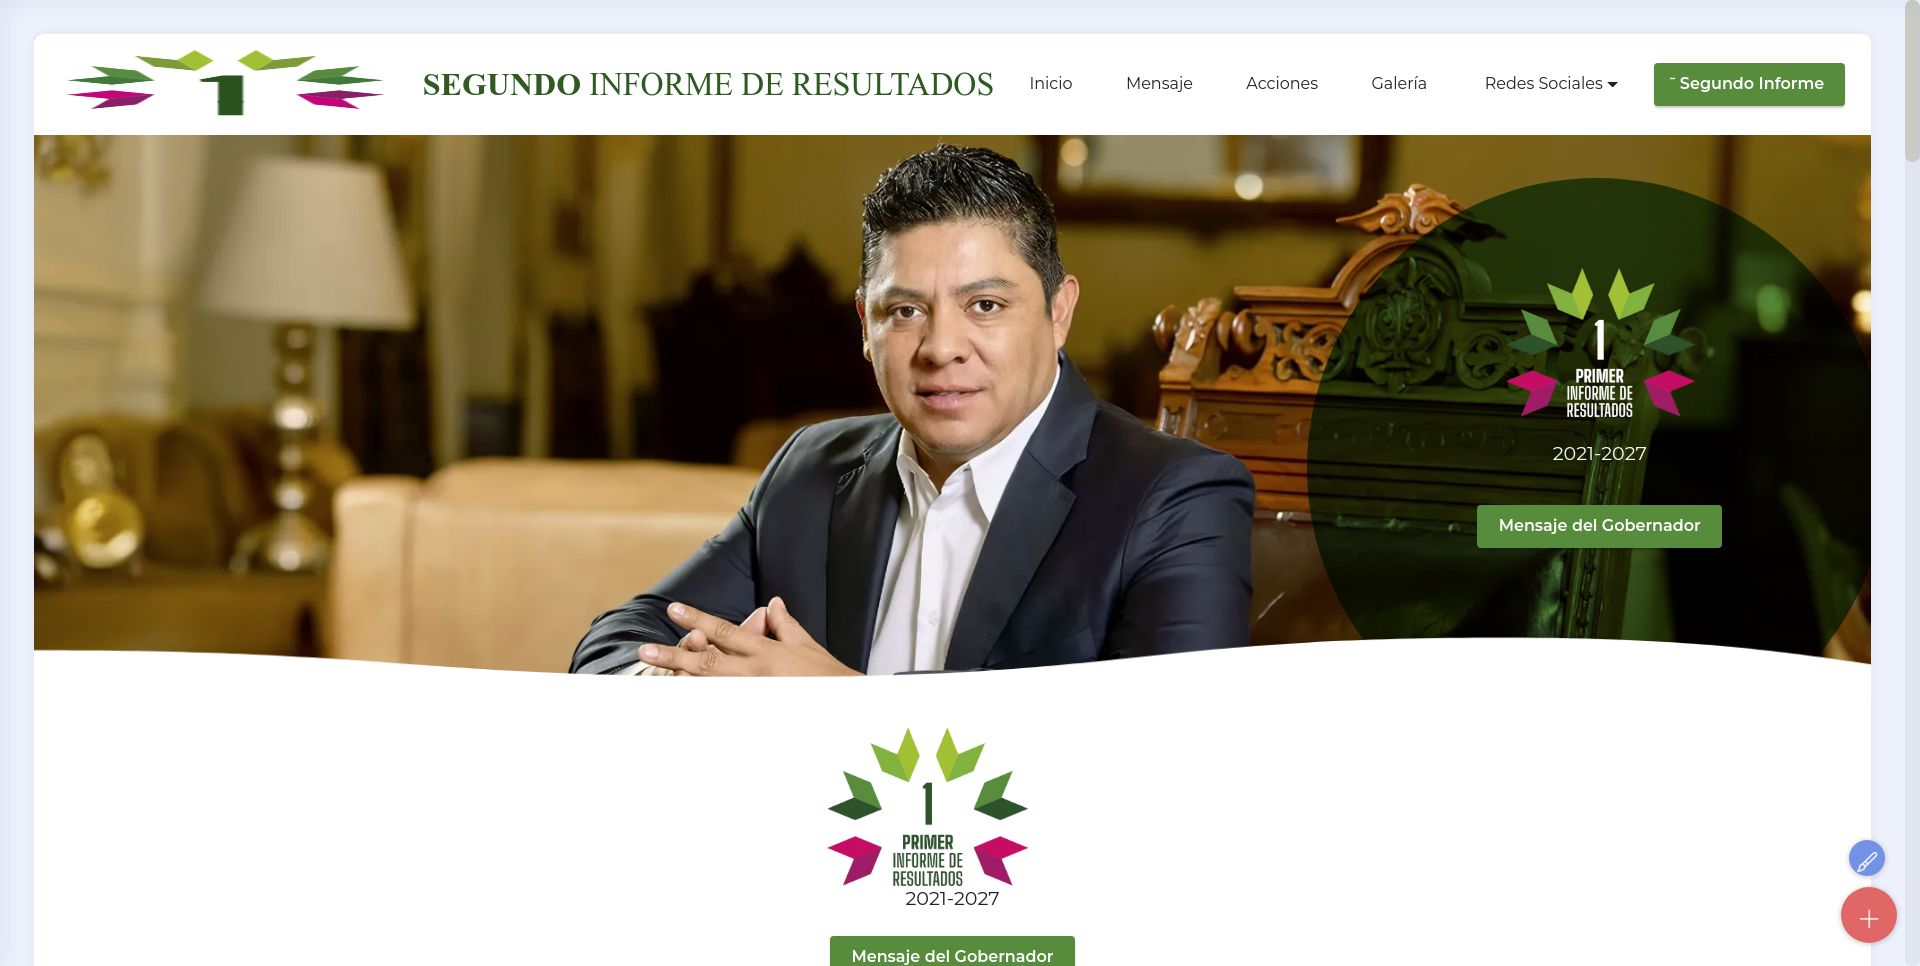 1
SEGUNDO INFORME DE RESULTADOS
Inicio
Mensaje
Acciones
Galería
Redes Sociales
˜ Segundo Informe
1
PRIMER
INFORME DE
RESULTADOS
2021-2027
Mensaje del Gobernador
1
PRIMER
INFORME DE
RESULTADOS
2021-2027
Mensaje del Gobernador